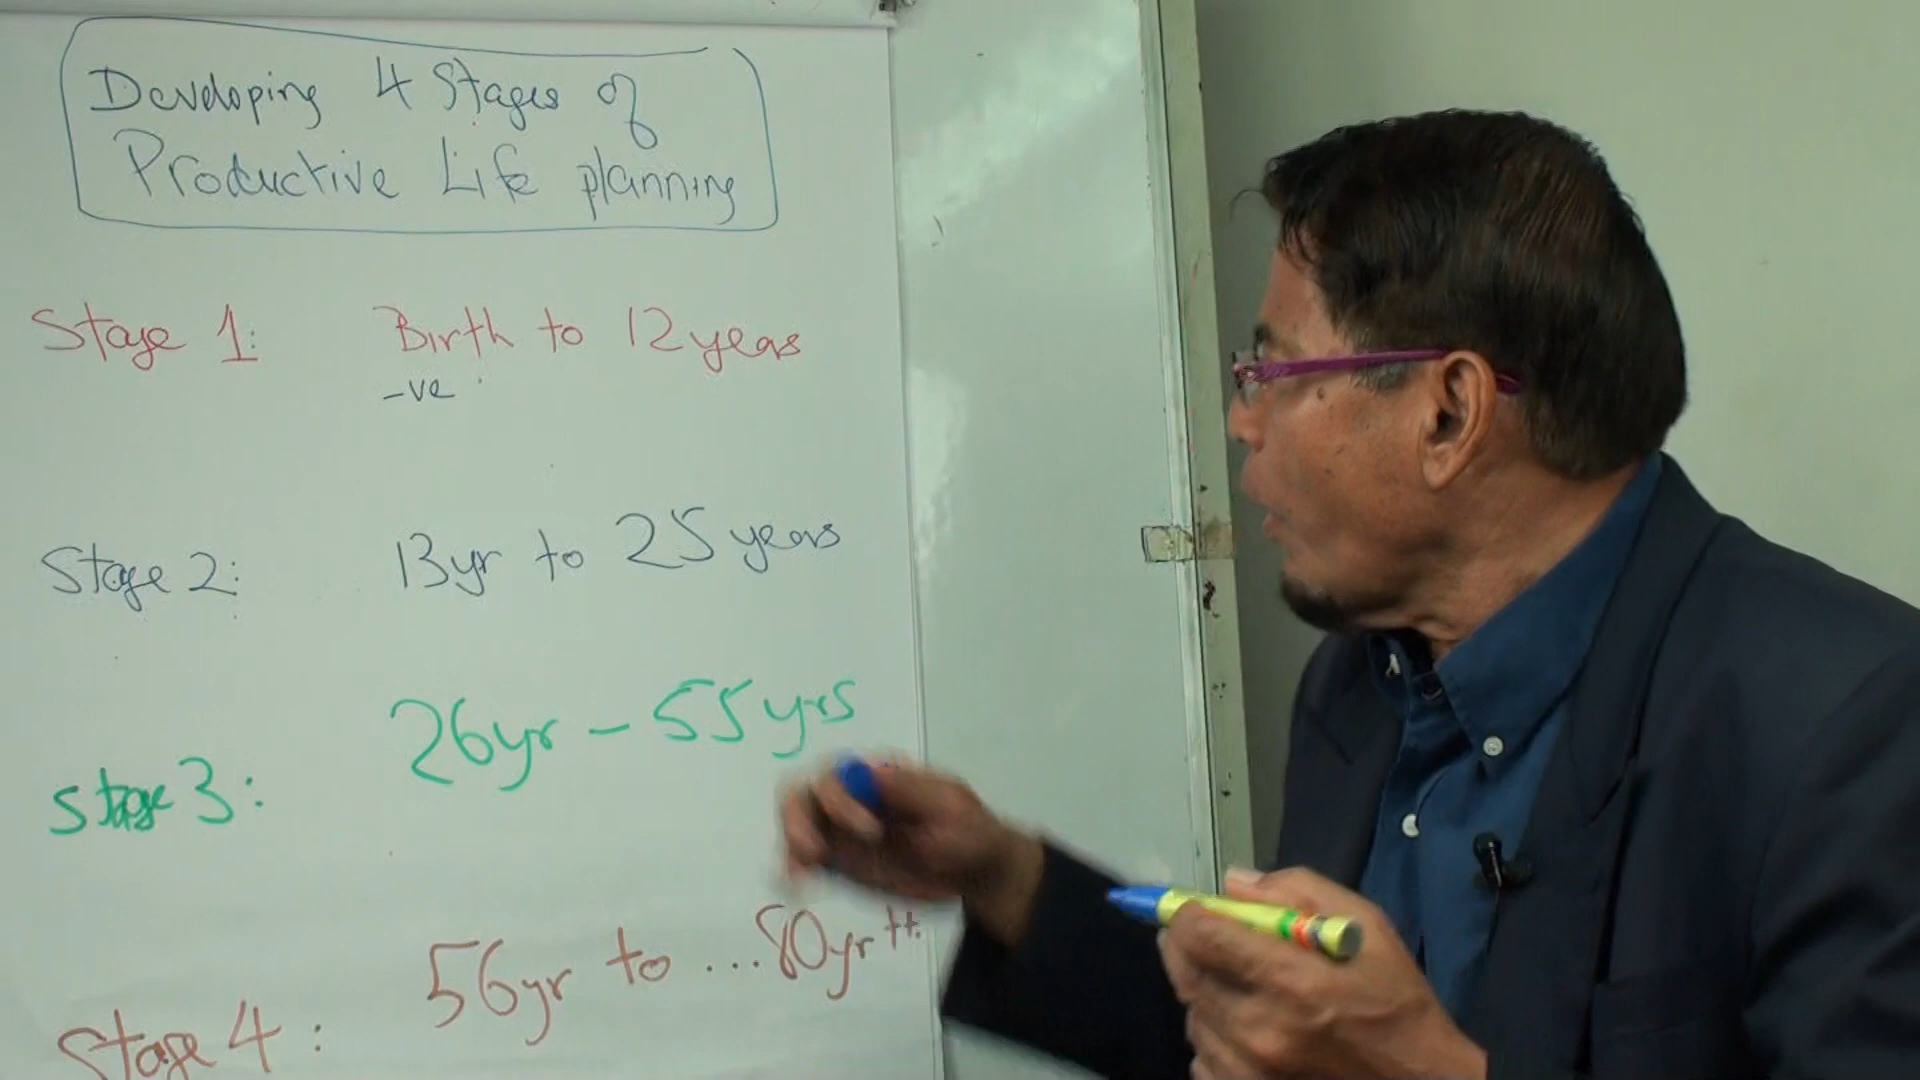 Developing 4 Stages of
Productive Life planning
Stage 1: Birth to 12 years
-ve
Stage 2: 13yr to 25 years
Stage 3: 26yr - 55yrs
Stage 4: 56yr to ... 80yr ++